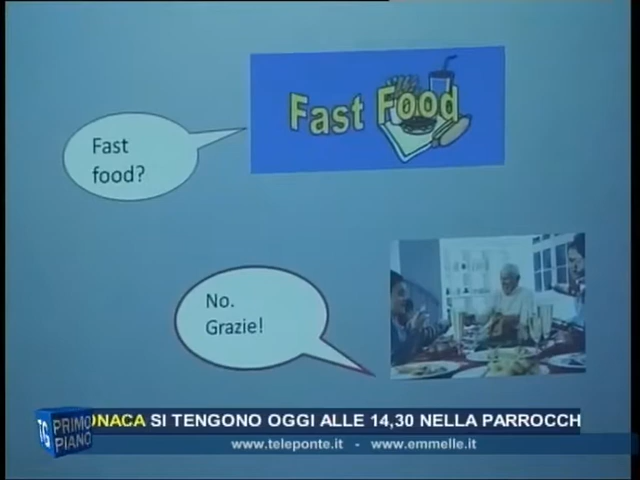 Fast Food
Fast
food?
No.
Grazie!
ONACA SI TENGONO OGGI ALLE 14,30 NELLA PARROCCH
TG PRIMO
PIANO
www.teleponte.it - www.emmelle.it